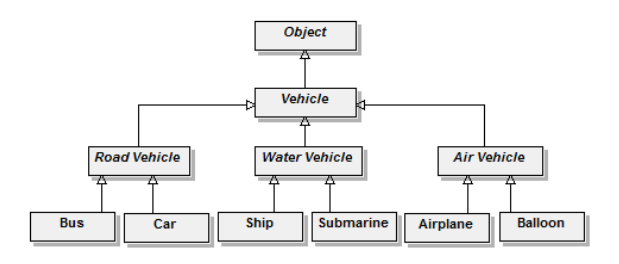 Object
Vehicle
Road Vehicle
Water Vehicle
Air Vehicle
Bus
Car
Ship
Submarine
Airplane
Balloon